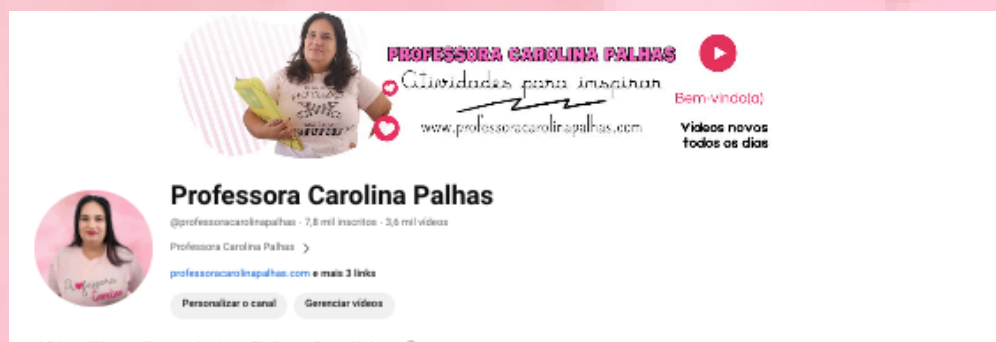 PROFESSORA CAROLINA PALHAS
Atividades para inspirar
www.professoracarolinapalhas.com
Bem-vindo(a)
Vídeos novos
todos os dias
Professora Carolina Palhas
@professoracarolinapalhas · 7,8 mil inscritos · 3,6 mil vídeos
Professora Carolina Palhas
professoracarolinapalhas.com e mais 3 links
Personalizar o canal
Gerenciar vídeos
Professora
Carolina